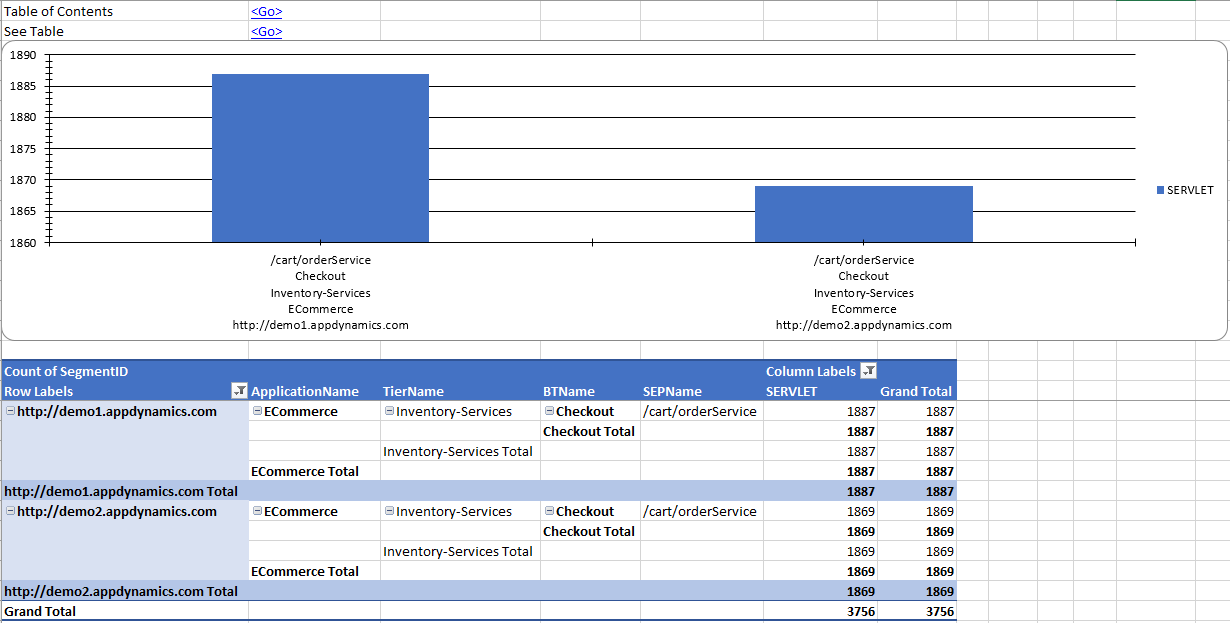 Table of Contents <Go>
See Table <Go>
1890
1885
1880
1875
1870
1865
1860
SERVLET
/cart/orderService
Checkout
Inventory-Services
ECommerce
http://demo1.appdynamics.com
/cart/orderService
Checkout
Inventory-Services
ECommerce
http://demo2.appdynamics.com
Count of SegmentID Column Labels
Row Labels ApplicationName TierName BTName SEPName SERVLET Grand Total
http://demo1.appdynamics.com ECommerce Inventory-Services Checkout /cart/orderService 1887 1887
Checkout Total 1887 1887
Inventory-Services Total 1887 1887
ECommerce Total 1887 1887
http://demo1.appdynamics.com Total 1887 1887
http://demo2.appdynamics.com ECommerce Inventory-Services Checkout /cart/orderService 1869 1869
Checkout Total 1869 1869
Inventory-Services Total 1869 1869
ECommerce Total 1869 1869
http://demo2.appdynamics.com Total 1869 1869
Grand Total 3756 3756